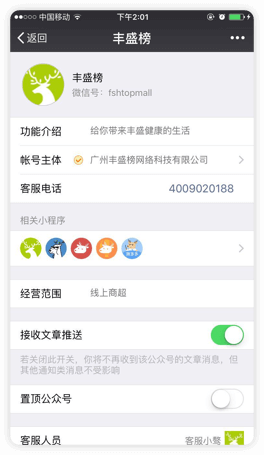 中国移动 下午2:01
返回 丰盛榜
丰盛榜
微信号：fshtopmall
功能介绍 给你带来丰盛健康的生活
帐号主体 广州丰盛榜网络科技有限公司
客服电话 4009020188
相关小程序
经营范围 线上商超
接收文章推送
若关闭此开关，你将不再收到该公众号的文章消息，但
其他通知类消息不受影响
置顶公众号
客服人员 客服小鹭